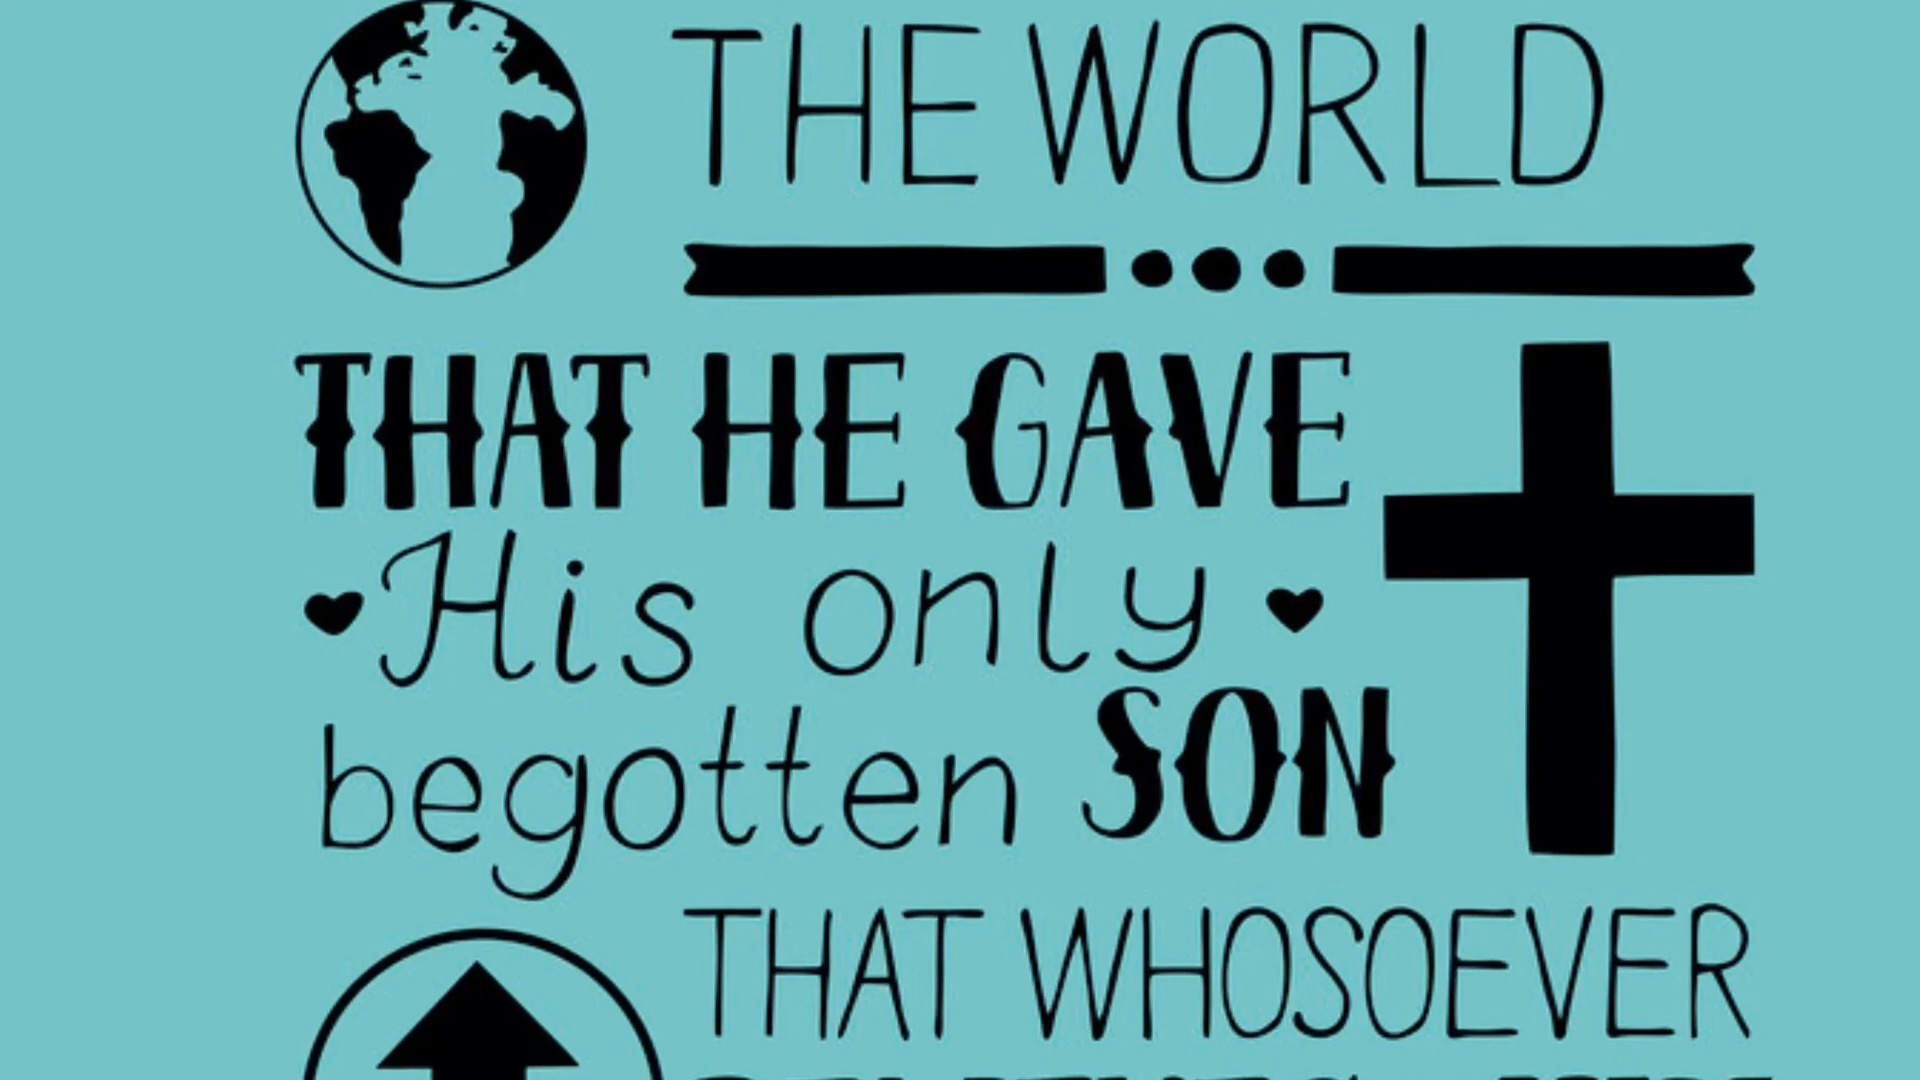 THE WORLD
THAT HE GAVE
His only
begotten SON
THAT WHOSOEVER